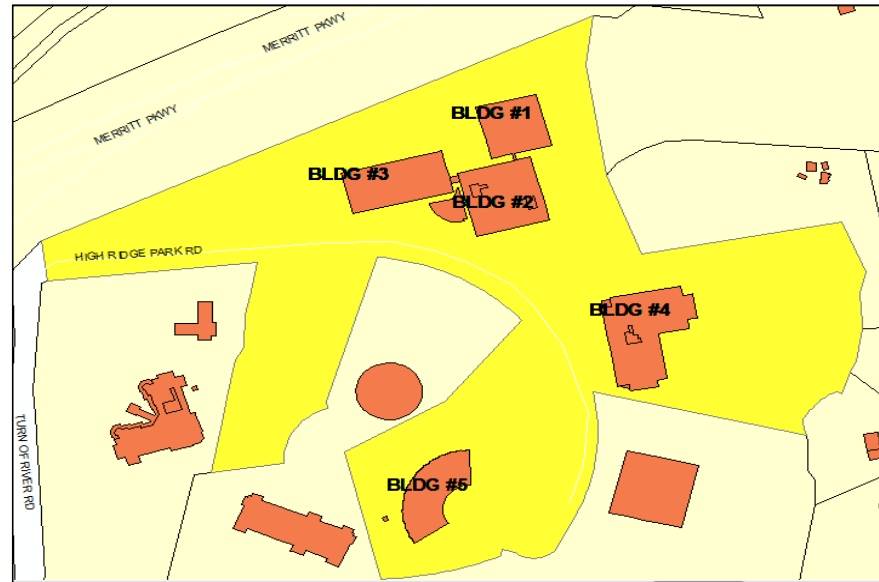 MERRITT PKWY
MERRITT PKWY
BLDG #1
BLDG #3
BLDG #2
HIGH RIDGE PARK RD
BLDG #4
TURN OF RIVER RD
BLDG #5